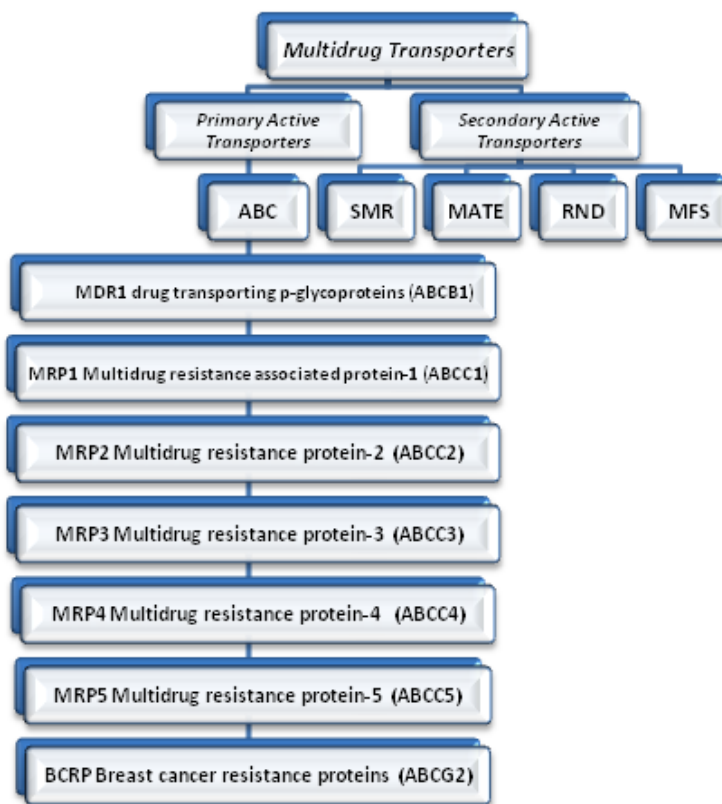 Multidrug Transporters
Primary Active
Transporters
Secondary Active
Transporters
ABC
SMR
MATE
RND
MFS
MDR1 drug transporting p-glycoproteins (ABCB1)
MRP1 Multidrug resistance associated protein-1 (ABCC1)
MRP2 Multidrug resistance protein-2 (ABCC2)
MRP3 Multidrug resistance protein-3 (ABCC3)
MRP4 Multidrug resistance protein-4 (ABCC4)
MRP5 Multidrug resistance protein-5 (ABCC5)
BCRP Breast cancer resistance proteins (ABCG2)